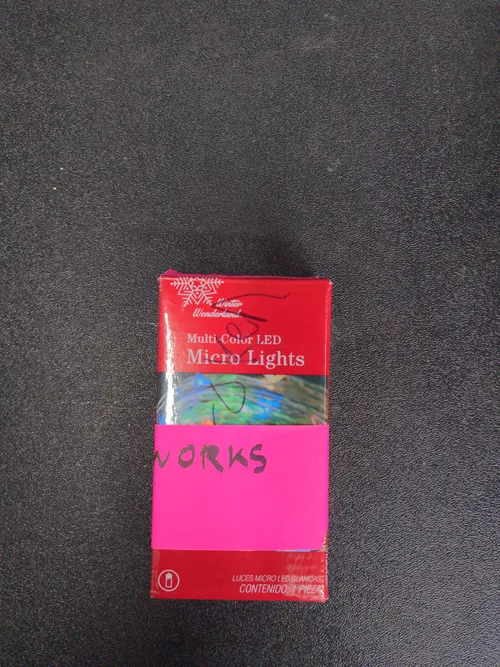 Winter
Wonderland
Multi-Color LED
Micro Lights
WORKS
LUCES MICRO LED BLANCAS
CONTENIDO: 1 PIEZA